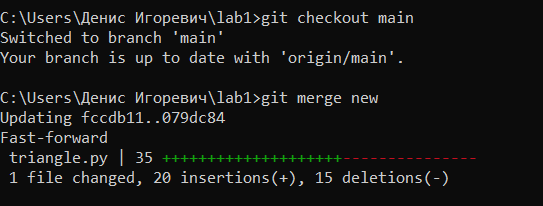 C:\Users\Денис Игоревич\lab1>git checkout main
Switched to branch 'main'
Your branch is up to date with 'origin/main'.
C:\Users\Денис Игоревич\lab1>git merge new
Updating fccdb11..079dc84
Fast-forward
 triangle.py | 35 ++++++++++++++++++++---------------
 1 file changed, 20 insertions(+), 15 deletions(-)